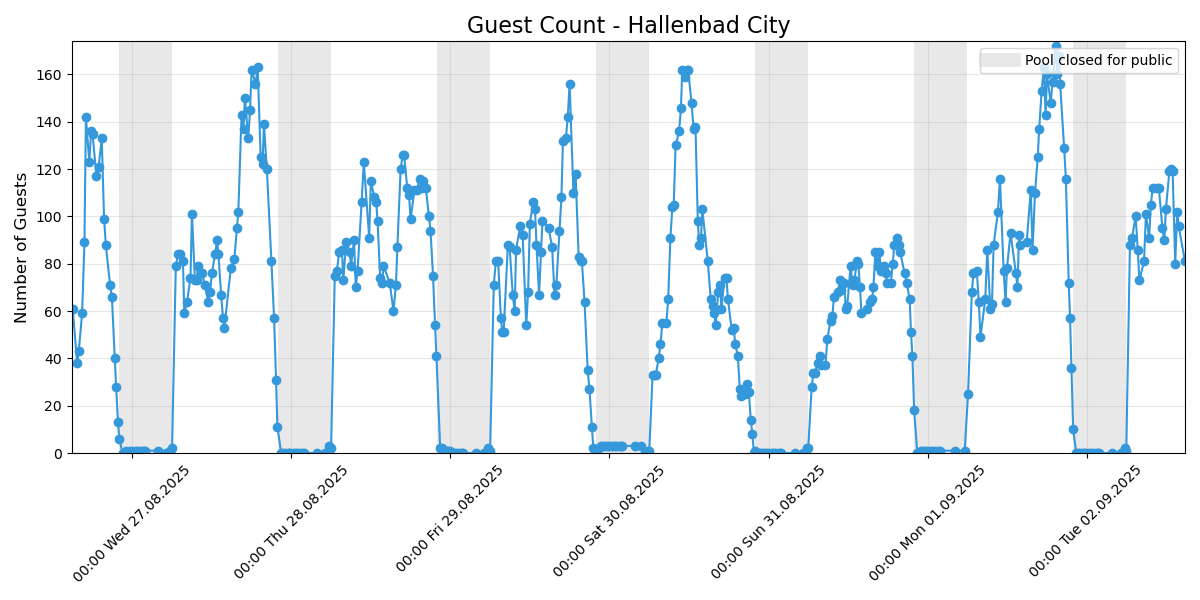 Guest Count - Hallenbad City
Pool closed for public
Number of Guests
160
140
120
100
80
60
40
20
0
00:00 Wed 27.08.2025
00:00 Thu 28.08.2025
00:00 Fri 29.08.2025
00:00 Sat 30.08.2025
00:00 Sun 31.08.2025
00:00 Mon 01.09.2025
00:00 Tue 02.09.2025